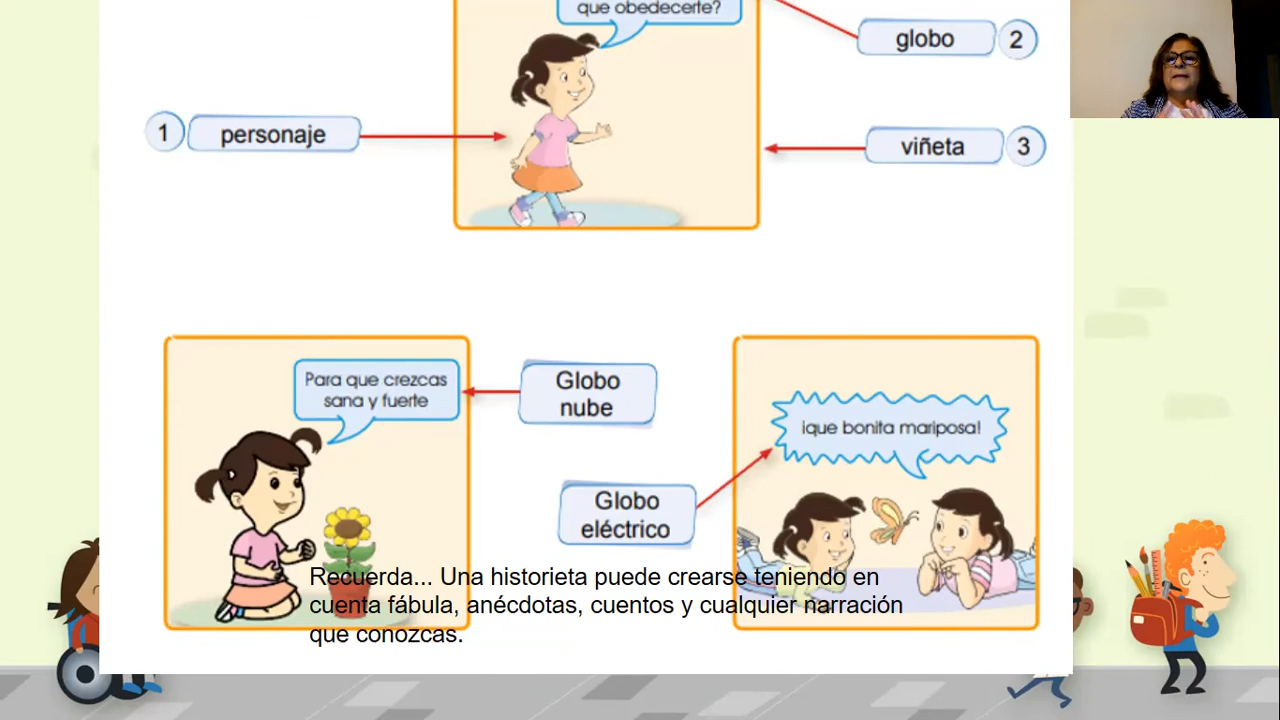 que obedecerte?
globo 2
1 personaje
viñeta 3
Para que crezcas
sana y fuerte
Globo
nube
¡que bonita mariposa!
Globo
eléctrico
Recuerda... Una historieta puede crearse teniendo en
cuenta fábula, anécdotas, cuentos y cualquier narración
que conozcas.